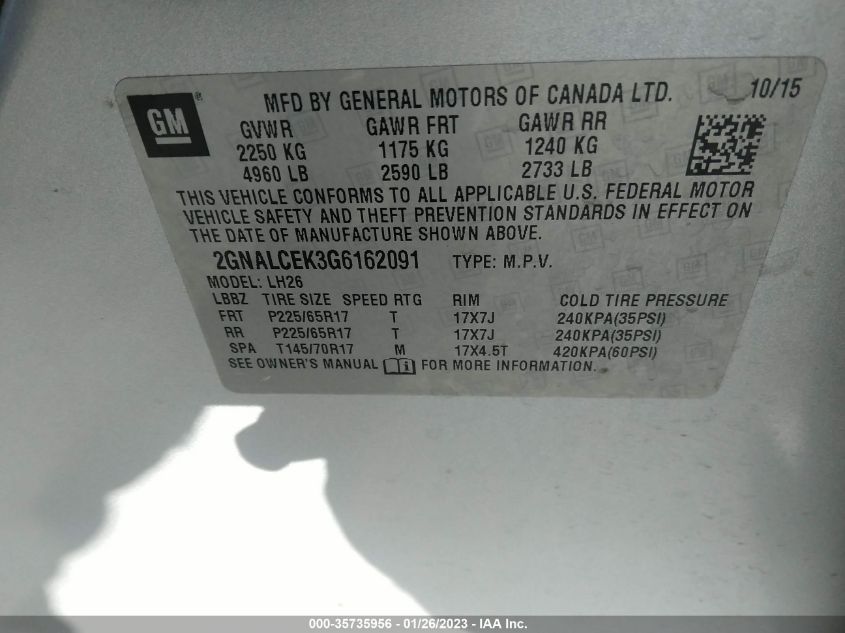 GM ® MFD BY GENERAL MOTORS OF CANADA LTD. 10/15
GVWR GAWR FRT GAWR RR
2250 KG 1175 KG 1240 KG
4960 LB 2590 LB 2733 LB
THIS VEHICLE CONFORMS TO ALL APPLICABLE U.S. FEDERAL MOTOR
VEHICLE SAFETY AND THEFT PREVENTION STANDARDS IN EFFECT ON
THE DATE OF MANUFACTURE SHOWN ABOVE.
2GNALCEK3G6162091 TYPE: M.P.V.
MODEL: LH26
LBBZ TIRE SIZE SPEED RTG RIM COLD TIRE PRESSURE
FRT P225/65R17 T 17X7J 240KPA(35PSI)
RR P225/65R17 T 17X7J 240KPA(35PSI)
SPA T145/70R17 M 17X4.5T 420KPA(60PSI)
SEE OWNER'S MANUAL FOR MORE INFORMATION.
000-35735956 - 01/26/2023 - IAA Inc.